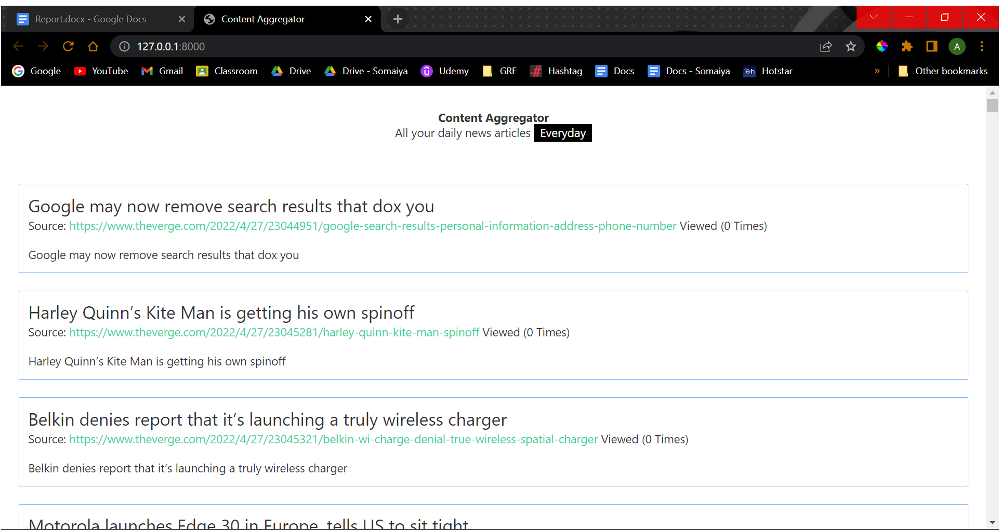 Report.docx - Google Docs
Content Aggregator
127.0.0.1:8000
A
Google YouTube Gmail Classroom Drive Drive - Somaiya Udemy GRE Hashtag Docs Docs - Somaiya Hotstar » Other bookmarks
Content Aggregator
All your daily news articles Everyday
Google may now remove search results that dox you
Source: https://www.theverge.com/2022/4/27/23044951/google-search-results-personal-information-address-phone-number Viewed (0 Times)
Google may now remove search results that dox you
Harley Quinn’s Kite Man is getting his own spinoff
Source: https://www.theverge.com/2022/4/27/23045281/harley-quinn-kite-man-spinoff Viewed (0 Times)
Harley Quinn’s Kite Man is getting his own spinoff
Belkin denies report that it’s launching a truly wireless charger
Source: https://www.theverge.com/2022/4/27/23045321/belkin-wi-charge-denial-true-wireless-spatial-charger Viewed (0 Times)
Belkin denies report that it’s launching a truly wireless charger
Motorola launches Edge 30 in Europe, tells US to sit tight